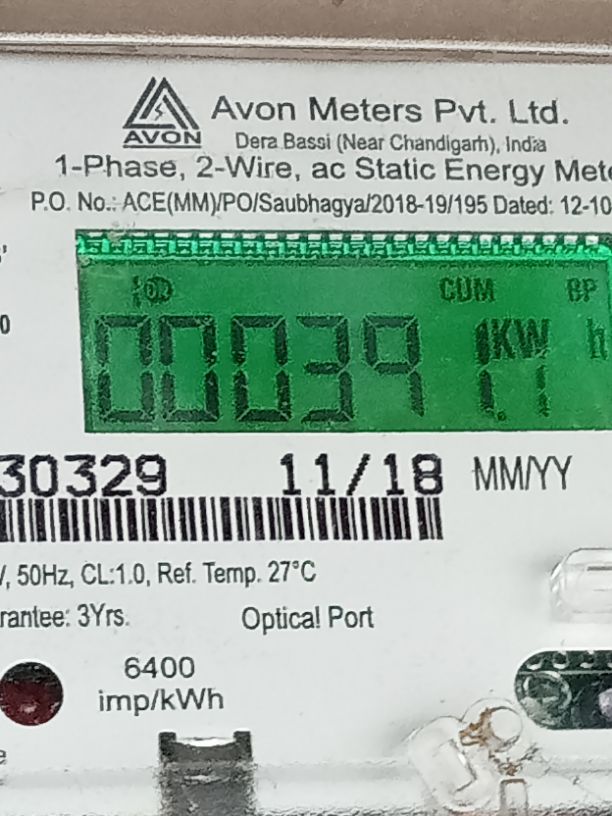 Avon Meters Pvt. Ltd.
AVON
Dera Bassi (Near Chandigarh), India
1-Phase, 2-Wire, ac Static Energy Mete
P.O. No.: ACE(MM)/PO/Saubhagya/2018-19/195 Dated: 12-10
CUM BP
0
0003911.1 KW h
30329 11/18 MM/YY
/, 50Hz, CL:1.0, Ref. Temp. 27°C
rantee: 3Yrs. Optical Port
6400
imp/kWh
e